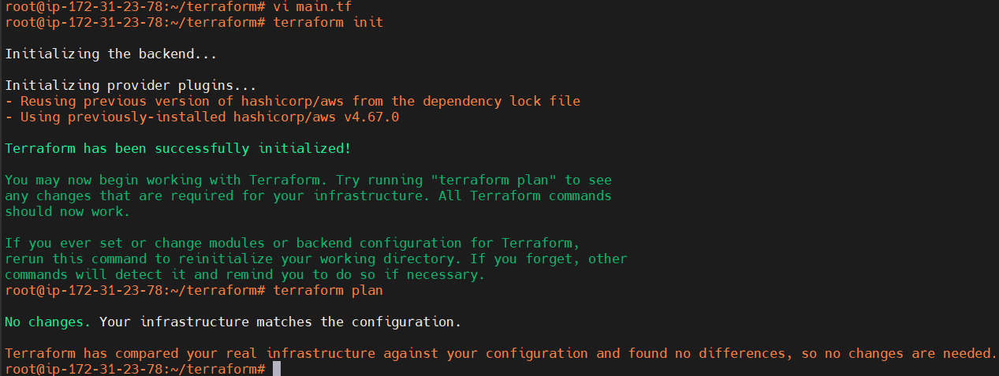 root@ip-172-31-23-78:~/terraform# vi main.tf
root@ip-172-31-23-78:~/terraform# terraform init
Initializing the backend...
Initializing provider plugins...
- Reusing previous version of hashicorp/aws from the dependency lock file
- Using previously-installed hashicorp/aws v4.67.0
Terraform has been successfully initialized!
You may now begin working with Terraform. Try running "terraform plan" to see
any changes that are required for your infrastructure. All Terraform commands
should now work.
If you ever set or change modules or backend configuration for Terraform,
rerun this command to reinitialize your working directory. If you forget, other
commands will detect it and remind you to do so if necessary.
root@ip-172-31-23-78:~/terraform# terraform plan
No changes. Your infrastructure matches the configuration.
Terraform has compared your real infrastructure against your configuration and found no differences, so no changes are needed.
root@ip-172-31-23-78:~/terraform#